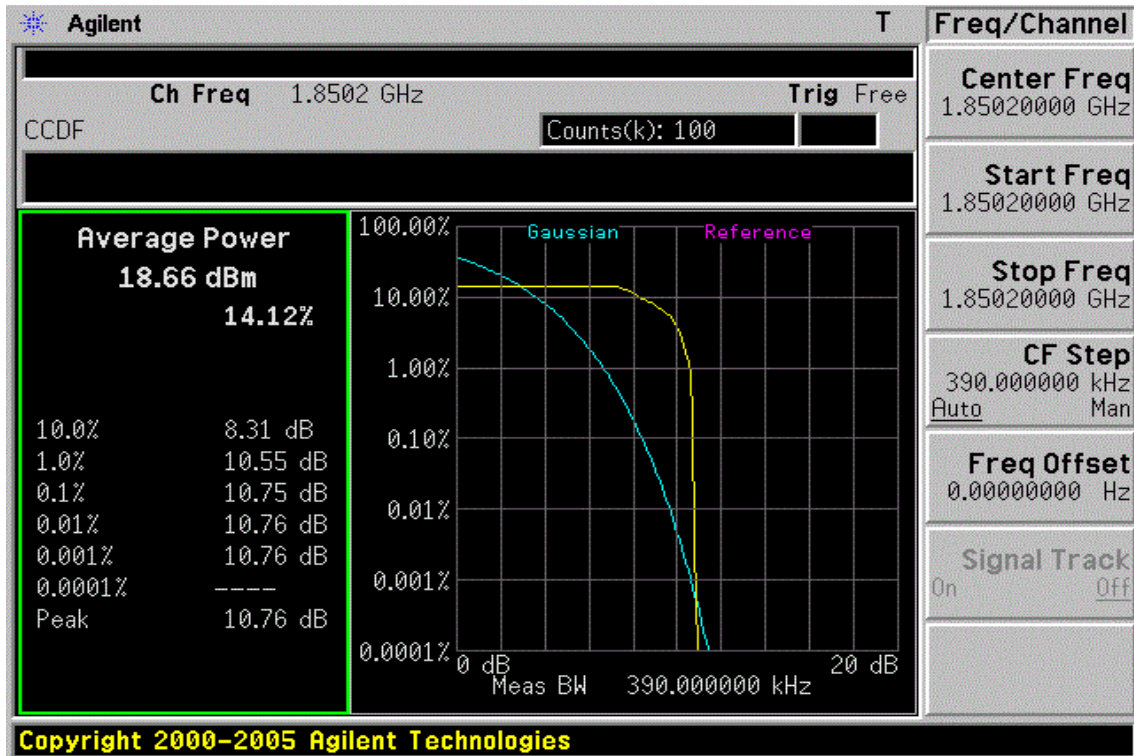 Agilent T
Ch Freq 1.8502 GHz Trig Free
CCDF Counts(k): 100
Average Power
18.66 dBm
14.12%
10.0% 8.31 dB
1.0% 10.55 dB
0.1% 10.75 dB
0.01% 10.76 dB
0.001% 10.76 dB
0.0001% ----
Peak 10.76 dB
Gaussian Reference
100.00%
10.00%
1.00%
0.10%
0.01%
0.001%
0.0001%
0 dB 20 dB
Meas BW 390.000000 kHz
Freq/Channel
Center Freq
1.85020000 GHz
Start Freq
1.85020000 GHz
Stop Freq
1.85020000 GHz
CF Step
390.000000 kHz
Auto Man
Freq Offset
0.00000000 Hz
Signal Track
On Off
Copyright 2000-2005 Agilent Technologies